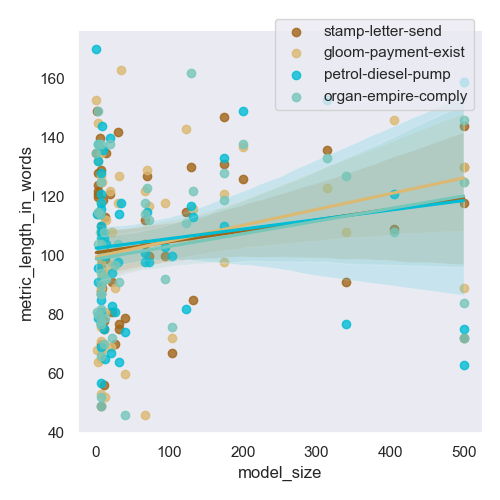 stamp-letter-send
gloom-payment-exist
petrol-diesel-pump
organ-empire-comply
metric_length_in_words
160
140
120
100
80
60
40
0
100
200
300
400
500
model_size